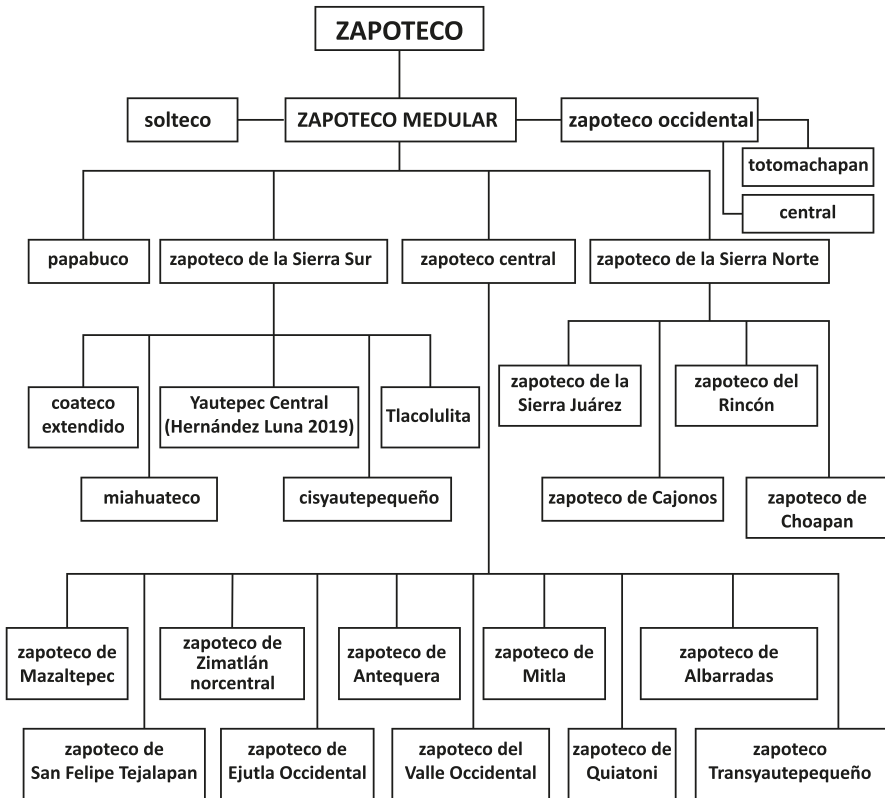 ZAPOTECO
solteco
ZAPOTECO MEDULAR
zapoteco occidental
totomachapan
central
papabuco
zapoteco de la Sierra Sur
zapoteco central
zapoteco de la Sierra Norte
coateco
extendido
Yautepec Central
(Hernández Luna 2019)
Tlacolulita
zapoteco de la
Sierra Juárez
zapoteco del
Rincón
miahuateco
cisyautepequeño
zapoteco de Cajonos
zapoteco de
Choapan
zapoteco de
Mazaltepec
zapoteco de
Zimatlán
norcentral
zapoteco de
Antequera
zapoteco de
Mitla
zapoteco de
Albarradas
zapoteco de
San Felipe Tejalapan
zapoteco de
Ejutla Occidental
zapoteco del
Valle Occidental
zapoteco de
Quiatoni
zapoteco
Transyautepequeño